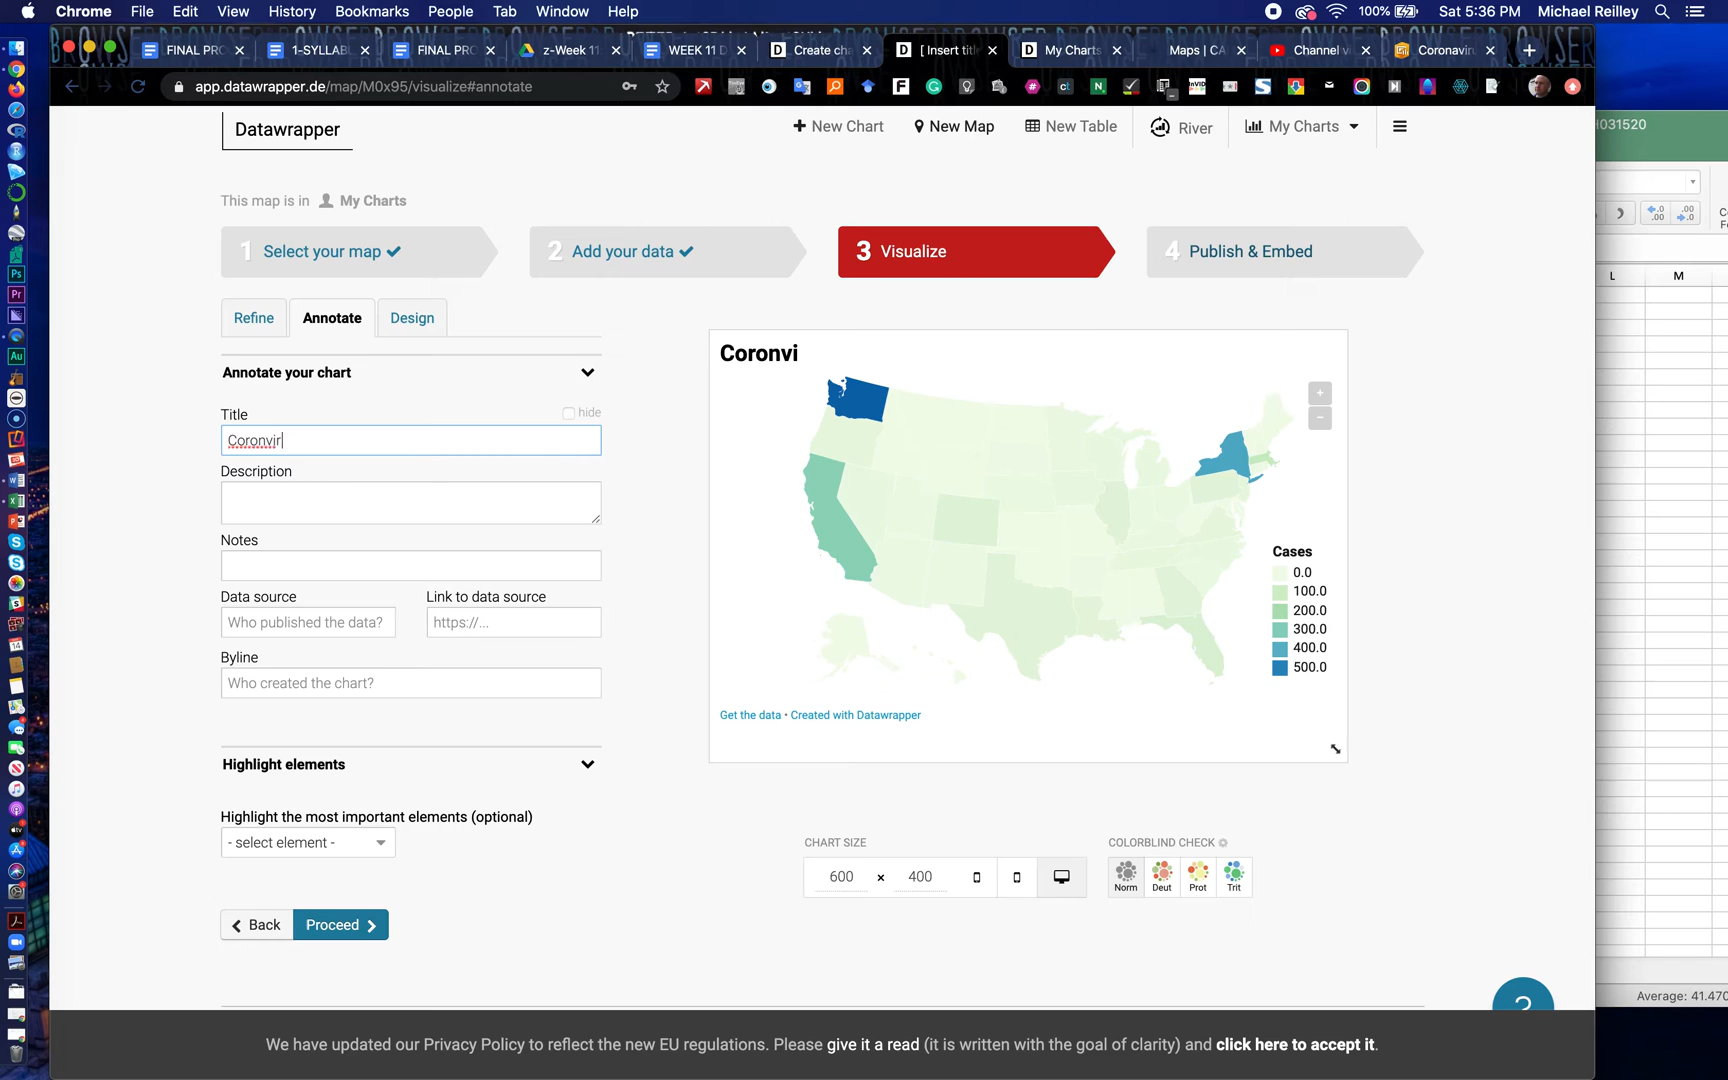 Chrome File Edit View History Bookmarks People Tab Window Help 100% Sat 5:36 PM Michael Reilley
FINAL PRO 1-SYLLAB FINAL PRO z-Week 11 WEEK 11 D Create cha [ Insert titl My Charts Maps | CA Channel v Coronaviru
app.datawrapper.de/map/M0x95/visualize#annotate
Datawrapper New Chart New Map New Table River My Charts
H031520
This map is in My Charts
1 Select your map 2 Add your data 3 Visualize 4 Publish & Embed
L M
Refine Annotate Design
Annotate your chart
Title hide
Coronvir
Description
Notes
Data source Link to data source
Who published the data? https://...
Byline
Who created the chart?
Highlight elements
Highlight the most important elements (optional)
- select element -
Back Proceed
Coronvi
+
−
Cases
0.0
100.0
200.0
300.0
400.0
500.0
Get the data • Created with Datawrapper
CHART SIZE COLORBLIND CHECK
600 × 400
Norm Deut Prot Trit
Average: 41.470
?
We have updated our Privacy Policy to reflect the new EU regulations. Please give it a read (it is written with the goal of clarity) and click here to accept it.